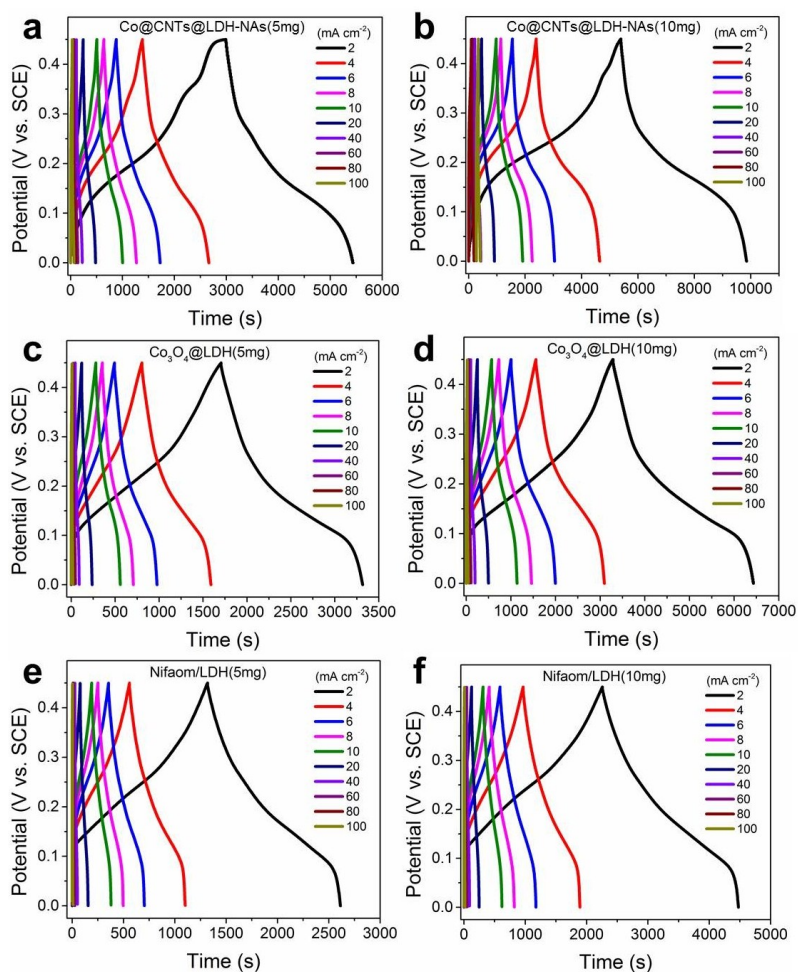 a
Co@CNTs@LDH-NAs(5mg)
(mA cm⁻²)
2
4
6
8
10
20
40
60
80
100
0.4
0.3
0.2
0.1
0.0
Potential (V vs. SCE)
0 1000 2000 3000 4000 5000 6000
Time (s)
b
Co@CNTs@LDH-NAs(10mg)
(mA cm⁻²)
2
4
6
8
10
20
40
60
80
100
0.4
0.3
0.2
0.1
0.0
Potential (V vs. SCE)
0 2000 4000 6000 8000 10000
Time (s)
c
Co₃O₄@LDH(5mg)
(mA cm⁻²)
2
4
6
8
10
20
40
60
80
100
0.4
0.3
0.2
0.1
0.0
Potential (V vs. SCE)
0 500 1000 1500 2000 2500 3000 3500
Time (s)
d
Co₃O₄@LDH(10mg)
(mA cm⁻²)
2
4
6
8
10
20
40
60
80
100
0.4
0.3
0.2
0.1
0.0
Potential (V vs. SCE)
0 1000 2000 3000 4000 5000 6000 7000
Time (s)
e
Nifaom/LDH(5mg)
(mA cm⁻²)
2
4
6
8
10
20
40
60
80
100
0.4
0.3
0.2
0.1
0.0
Potential (V vs. SCE)
0 500 1000 1500 2000 2500 3000
Time (s)
f
Nifaom/LDH(10mg)
(mA cm⁻²)
2
4
6
8
10
20
40
60
80
100
0.4
0.3
0.2
0.1
0.0
Potential (V vs. SCE)
0 1000 2000 3000 4000 5000
Time (s)